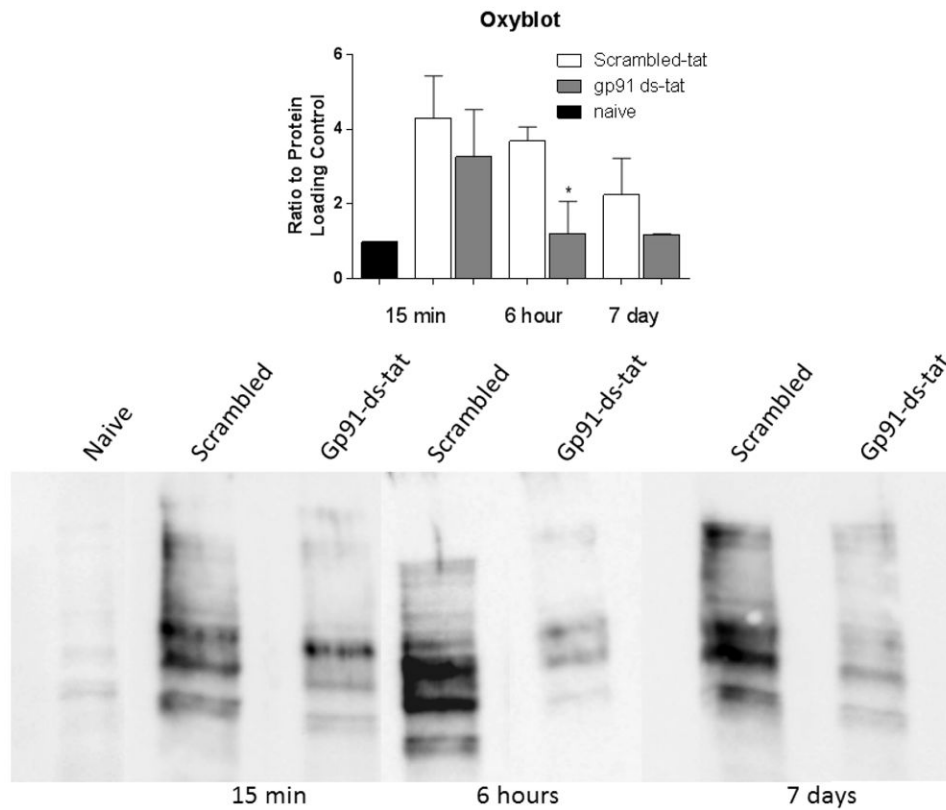 Oxyblot
Ratio to Protein
Loading Control
6
4
2
0
Scrambled-tat
gp91 ds-tat
naive
*
15 min
6 hour
7 day
Naive
Scrambled
Gp91-ds-tat
Scrambled
Gp91-ds-tat
Scrambled
Gp91-ds-tat
15 min
6 hours
7 days